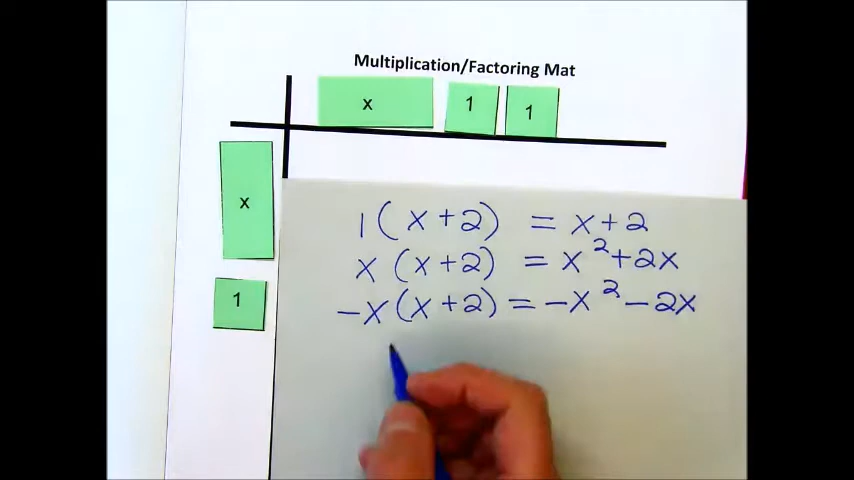 Multiplication/Factoring Mat
x 1 1
x
1
1(x+2) = x+2
x(x+2) = x²+2x
-x(x+2) = -x²-2x